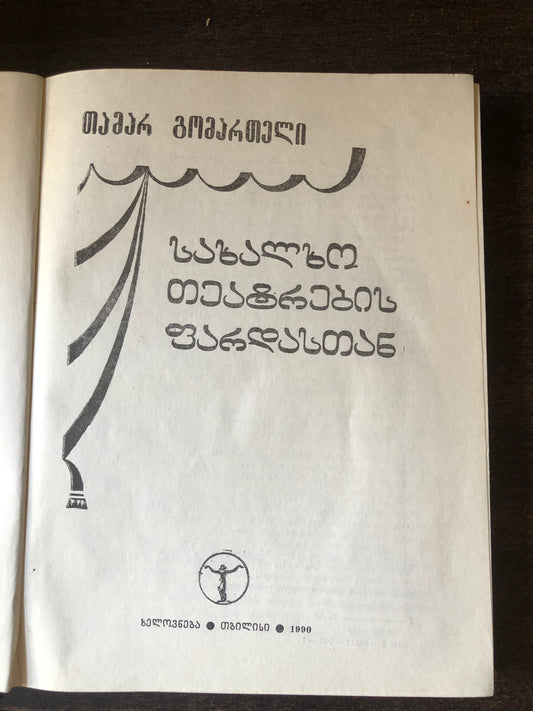 თამარ გომართელი
სახალხო
თეატრების
ფარდასთან
ხელოვნება ● თბილისი ● 1990